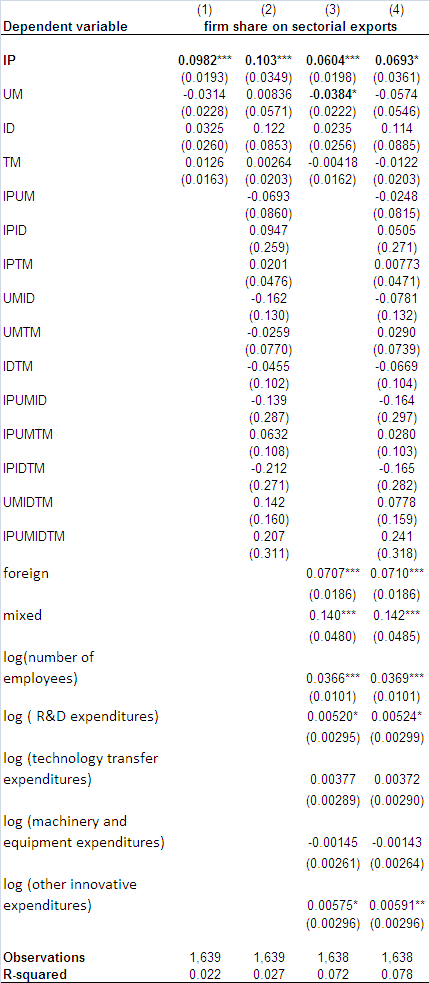 (1) (2) (3) (4)
Dependent variable firm share on sectorial exports
IP 0.0982*** 0.103*** 0.0604*** 0.0693*
(0.0193) (0.0349) (0.0198) (0.0361)
UM -0.0314 0.00836 -0.0384* -0.0574
(0.0228) (0.0571) (0.0222) (0.0546)
ID 0.0325 0.122 0.0235 0.114
(0.0260) (0.0853) (0.0256) (0.0885)
TM 0.0126 0.00264 -0.00418 -0.0122
(0.0163) (0.0203) (0.0162) (0.0203)
IPUM -0.0693 -0.0248
(0.0860) (0.0815)
IPID 0.0947 0.0505
(0.259) (0.271)
IPTM 0.0201 0.00773
(0.0476) (0.0471)
UMID -0.162 -0.0781
(0.130) (0.132)
UMTM -0.0259 0.0290
(0.0770) (0.0739)
IDTM -0.0455 -0.0669
(0.102) (0.104)
IPUMID -0.139 -0.164
(0.287) (0.297)
IPUMTM 0.0632 0.0280
(0.108) (0.103)
IPIDTM -0.212 -0.165
(0.271) (0.282)
UMIDTM 0.142 0.0778
(0.160) (0.159)
IPUMIDTM 0.207 0.241
(0.311) (0.318)
foreign 0.0707*** 0.0710***
(0.0186) (0.0186)
mixed 0.140*** 0.142***
(0.0480) (0.0485)
log(number of
employees) 0.0366*** 0.0369***
(0.0101) (0.0101)
log ( R&D expenditures) 0.00520* 0.00524*
(0.00295) (0.00299)
log (technology transfer
expenditures) 0.00377 0.00372
(0.00289) (0.00290)
log (machinery and
equipment expenditures) -0.00145 -0.00143
(0.00261) (0.00264)
log (other innovative
expenditures) 0.00575* 0.00591**
(0.00296) (0.00296)
Observations 1,639 1,639 1,638 1,638
R-squared 0.022 0.027 0.072 0.078